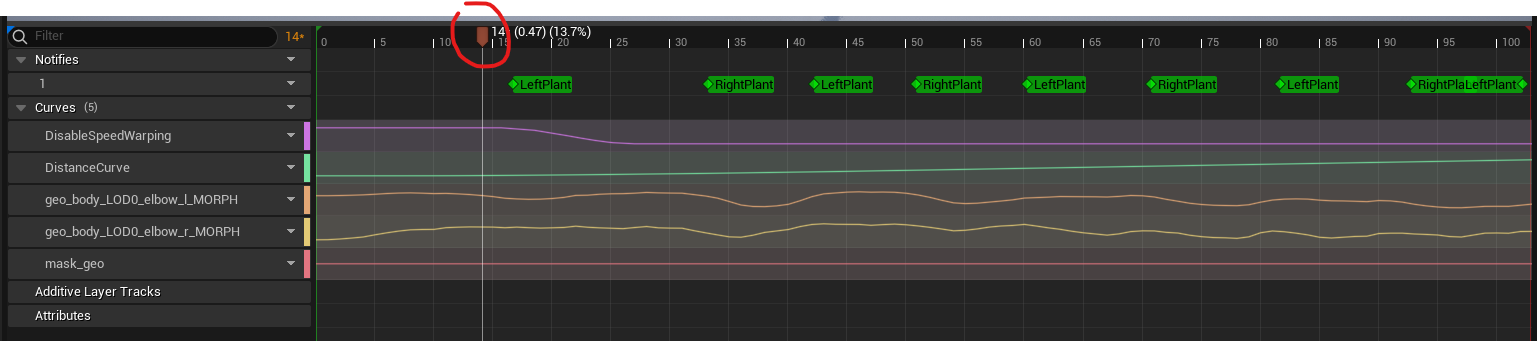 Filter 14*
14* (0.47) (13.7%)
0 5 10 15 20 25 30 35 40 45 50 55 60 65 70 75 80 85 90 95 100
Notifies
1
LeftPlant RightPlant LeftPlant RightPlant LeftPlant RightPlant LeftPlant RightPla LeftPlant
Curves (5)
DisableSpeedWarping
DistanceCurve
geo_body_LOD0_elbow_l_MORPH
geo_body_LOD0_elbow_r_MORPH
mask_geo
Additive Layer Tracks
Attributes